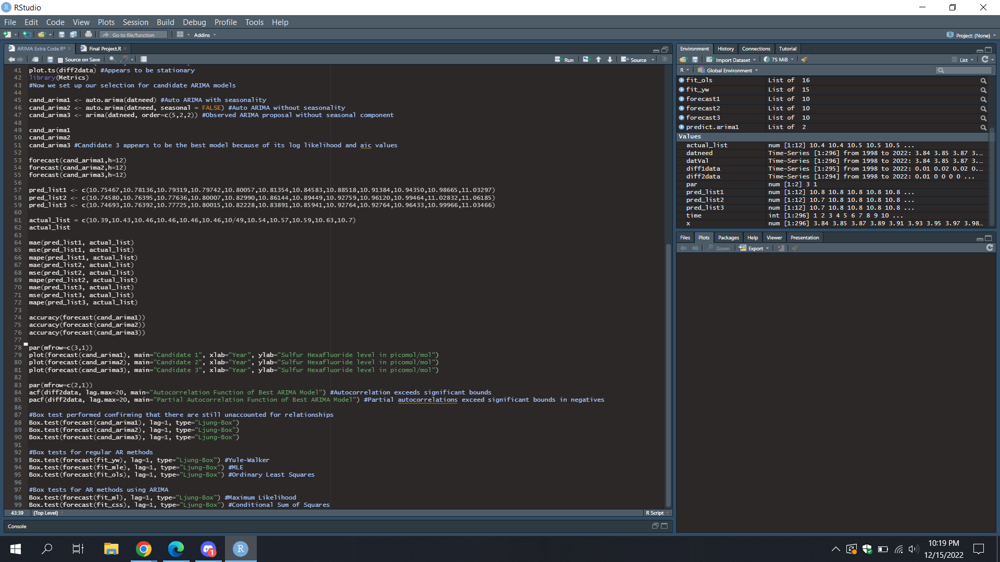 RStudio
File Edit Code View Plots Session Build Debug Profile Tools Help
Go to file/function Addins Project: (None)
ARIMA Extra Code.R* Final Project.R
Source on Save Run Source
41 plot.ts(diff2data) #Appears to be stationary
42 library(Metrics)
43 #Now we set up our selection for candidate ARIMA models
44
45 cand_arima1 <- auto.arima(datneed) #Auto ARIMA with seasonality
46 cand_arima2 <- auto.arima(datneed, seasonal = FALSE) #Auto ARIMA without seasonality
47 cand_arima3 <- arima(datneed, order=c(5,2,2)) #Observed ARIMA proposal without seasonal component
48
49 cand_arima1
50 cand_arima2
51 cand_arima3 #Candidate 3 appears to be the best model because of its log likelihood and aic values
52
53 forecast(cand_arima1,h=12)
54 forecast(cand_arima2,h=12)
55 forecast(cand_arima3,h=12)
56
57 pred_list1 <- c(10.75467,10.78136,10.79319,10.79742,10.80057,10.81354,10.84583,10.88518,10.91384,10.94350,10.98665,11.03297)
58 pred_list2 <- c(10.74580,10.76395,10.77636,10.80007,10.82990,10.86144,10.89449,10.92759,10.96120,10.99464,11.02832,11.06185)
59 pred_list3 <- c(10.74693,10.76392,10.77725,10.80015,10.82228,10.83891,10.85941,10.92764,10.92764,10.96433,10.99966,11.03466)
60
61 actual_list = c(10.39,10.43,10.46,10.46,10.46,10.46,10/49,10.54,10.57,10.59,10.63,10.7)
62 actual_list
63
64 mae(pred_list1, actual_list)
65 mse(pred_list1, actual_list)
66 mape(pred_list1, actual_list)
67 mae(pred_list2, actual_list)
68 mse(pred_list2, actual_list)
69 mape(pred_list2, actual_list)
70 mae(pred_list3, actual_list)
71 mse(pred_list3, actual_list)
72 mape(pred_list3, actual_list)
73
74 accuracy(forecast(cand_arima1))
75 accuracy(forecast(cand_arima2))
76 accuracy(forecast(cand_arima3))
77
78 par(mfrow=c(3,1))
79 plot(forecast(cand_arima1), main="Candidate 1", xlab="Year", ylab="Sulfur Hexafluoride level in picomol/mol")
80 plot(forecast(cand_arima2), main="Candidate 2", xlab="Year", ylab="Sulfur Hexafluoride level in picomol/mol")
81 plot(forecast(cand_arima3), main="Candidate 3", xlab="Year", ylab="Sulfur Hexafluoride level in picomol/mol")
82
83 par(mfrow=c(2,1))
84 acf(diff2data, lag.max=20, main="Autocorrelation Function of Best ARIMA Model") #Autocorrelation exceeds significant bounds
85 pacf(diff2data, lag.max=20, main="Partial Autocorrelation Function of Best ARIMA Model") #Partial autocorrelations exceed significant bounds in negatives
86
87 #Box test performed confirming that there are still unaccounted for relationships
88 Box.test(forecast(cand_arima1), lag=1, type="Ljung-Box")
89 Box.test(forecast(cand_arima2), lag=1, type="Ljung-Box")
90 Box.test(forecast(cand_arima3), lag=1, type="Ljung-Box")
91
92 #Box tests for regular AR methods
93 Box.test(forecast(fit_yw), lag=1, type="Ljung-Box") #Yule-Walker
94 Box.test(forecast(fit_mle), lag=1, type="Ljung-Box") #MLE
95 Box.test(forecast(fit_ols), lag=1, type="Ljung-Box") #Ordinary Least Squares
96
97 #Box tests for AR methods using ARIMA
98 Box.test(forecast(fit_ml), lag=1, type="Ljung-Box") #Maximum Likelihood
99 Box.test(forecast(fit_css), lag=1, type="Ljung-Box") #Conditional Sum of Squares
43:39 (Top Level) R Script
Console
Environment History Connections Tutorial
Import Dataset 75 MiB List
R Global Environment
fit_ols List of 16
fit_yw List of 15
forecast1 List of 10
forecast2 List of 10
forecast3 List of 10
predict.arima1 List of 2
Values
actual_list num [1:12] 10.4 10.4 10.5 10.5 10.5 ...
datneed Time-Series [1:296] from 1998 to 2022: 3.84 3.85 3.87 3...
datVal Time-Series [1:296] from 1998 to 2022: 3.84 3.85 3.87 3...
diff1data Time-Series [1:295] from 1998 to 2022: 0.01 0.02 0.02 0...
diff2data Time-Series [1:294] from 1998 to 2022: 0.01 0 0 0 0 ...
par num [1:2] 3 1
pred_list1 num [1:12] 10.8 10.8 10.8 10.8 10.8 ...
pred_list2 num [1:12] 10.7 10.8 10.8 10.8 10.8 ...
pred_list3 num [1:12] 10.7 10.8 10.8 10.8 10.8 ...
time int [1:296] 1 2 3 4 5 6 7 8 9 10 ...
x num [1:296] 3.84 3.85 3.87 3.89 3.91 3.93 3.95 3.97 3.98...
Files Plots Packages Help Viewer Presentation
Zoom Export
1
R
10:19 PM
12/15/2022